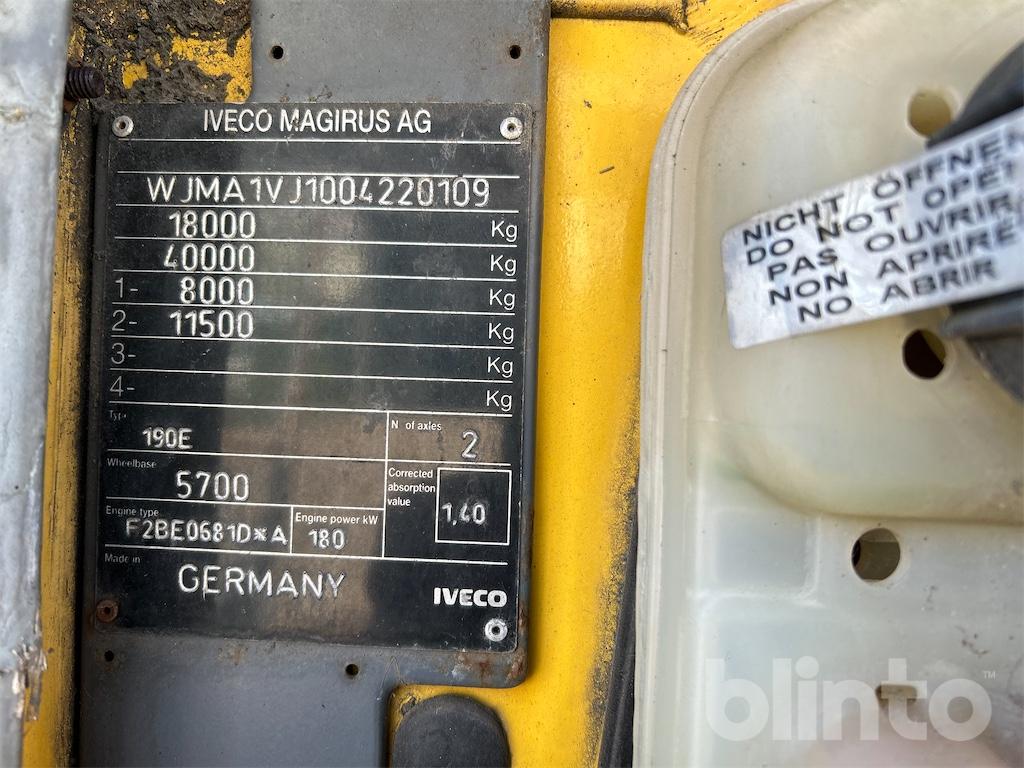 IVECO MAGIRUS AG
WJMA1VJ1004220109
18000 Kg
40000 Kg
1- 8000 Kg
2- 11500 Kg
3- Kg
4- Kg
Type 190E
N of axles 2
Wheelbase 5700
Corrected absorption value 1,40
Engine type F2BE0681D*A
Engine power kW 180
Made in GERMANY
IVECO
NICHT ÖFFNEN
DO NOT OPE
PAS OUVRIR
NON APRIRE
NO ABRIR
blinto™